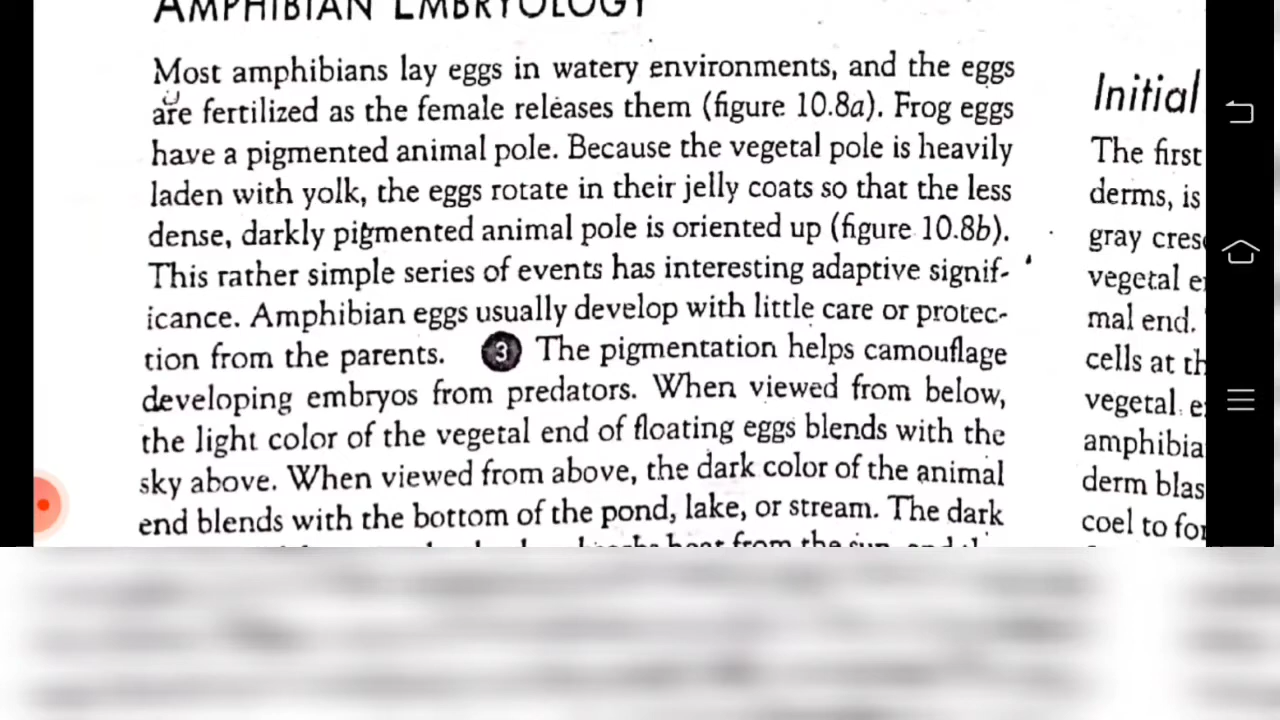 AMPHIBIAN EMBRYOLOGY
Most amphibians lay eggs in watery environments, and the eggs
are fertilized as the female releases them (figure 10.8a). Frog eggs
have a pigmented animal pole. Because the vegetal pole is heavily
laden with yolk, the eggs rotate in their jelly coats so that the less
dense, darkly pigmented animal pole is oriented up (figure 10.8b).
This rather simple series of events has interesting adaptive signif-
icance. Amphibian eggs usually develop with little care or protec-
tion from the parents. 3 The pigmentation helps camouflage
developing embryos from predators. When viewed from below,
the light color of the vegetal end of floating eggs blends with the
sky above. When viewed from above, the dark color of the animal
end blends with the bottom of the pond, lake, or stream. The dark
heat from the sun, and
Initial
The first
derms, is
gray
vegetal
mal end.
cells at
vegetal
derm
coel to